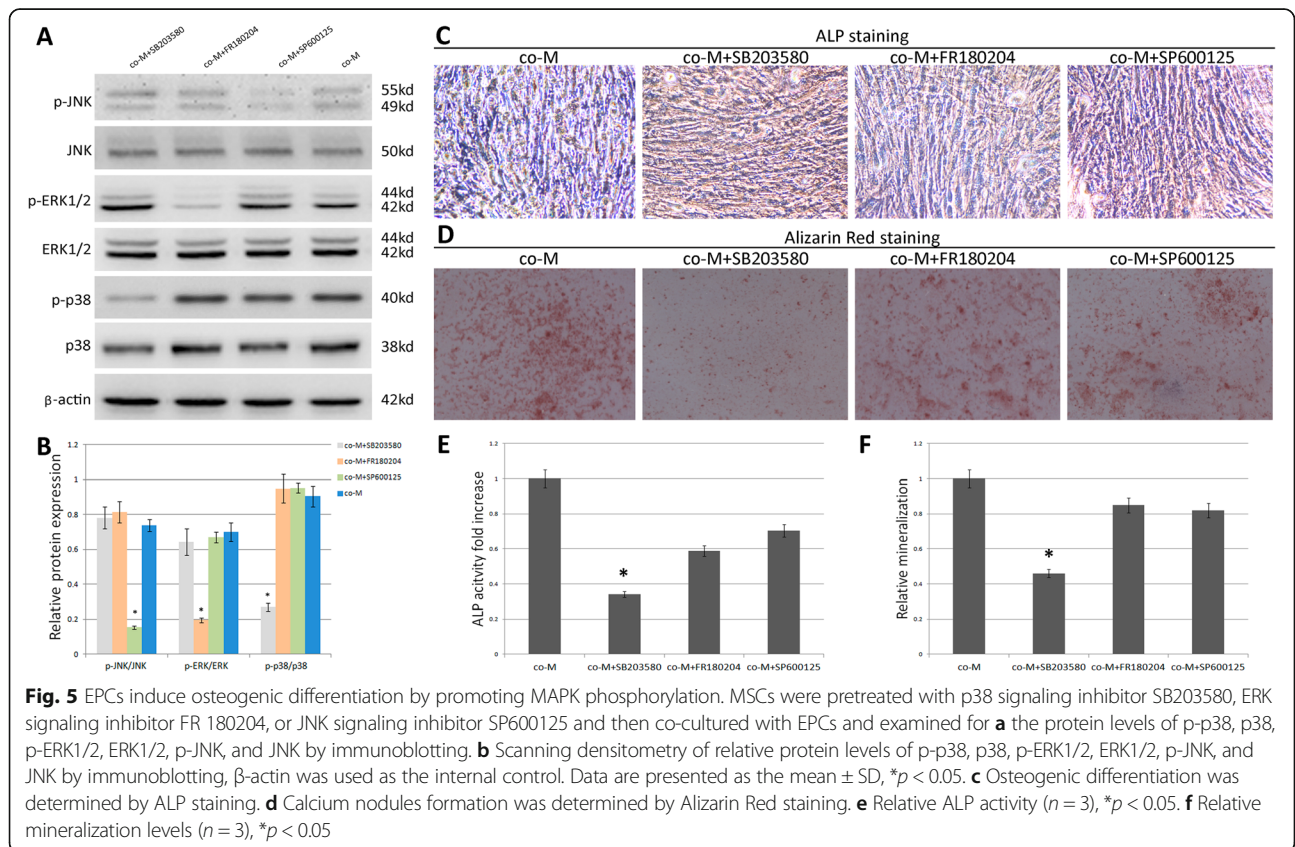 A
co-M+SB203580 co-M+FR180204 co-M+SP600125 co-M
p-JNK 55kd
49kd
JNK 50kd
p-ERK1/2 44kd
42kd
ERK1/2 44kd
42kd
p-p38 40kd
p38 38kd
β-actin 42kd
C ALP staining
co-M co-M+SB203580 co-M+FR180204 co-M+SP600125
D Alizarin Red staining
co-M co-M+SB203580 co-M+FR180204 co-M+SP600125
B
Relative protein expression
1.2
1
0.8
0.6
0.4
0.2
0
* * *
p-JNK/JNK p-ERK/ERK p-p38/p38
co-M+SB203580
co-M+FR180204
co-M+SP600125
co-M
E
ALP acitvity fold increase
1.2
1
0.8
0.6
0.4
0.2
0
*
co-M co-M+SB203580 co-M+FR180204 co-M+SP600125
F
Relative mineralization
1.2
1
0.8
0.6
0.4
0.2
0
*
co-M co-M+SB203580 co-M+FR180204 co-M+SP600125
Fig. 5 EPCs induce osteogenic differentiation by promoting MAPK phosphorylation. MSCs were pretreated with p38 signaling inhibitor SB203580, ERK
signaling inhibitor FR 180204, or JNK signaling inhibitor SP600125 and then co-cultured with EPCs and examined for a the protein levels of p-p38, p38,
p-ERK1/2, ERK1/2, p-JNK, and JNK by immunoblotting. b Scanning densitometry of relative protein levels of p-p38, p38, p-ERK1/2, ERK1/2, p-JNK, and
JNK by immunoblotting, β-actin was used as the internal control. Data are presented as the mean ± SD, *p < 0.05. c Osteogenic differentiation was
determined by ALP staining. d Calcium nodules formation was determined by Alizarin Red staining. e Relative ALP activity (n = 3), *p < 0.05. f Relative
mineralization levels (n = 3), *p < 0.05